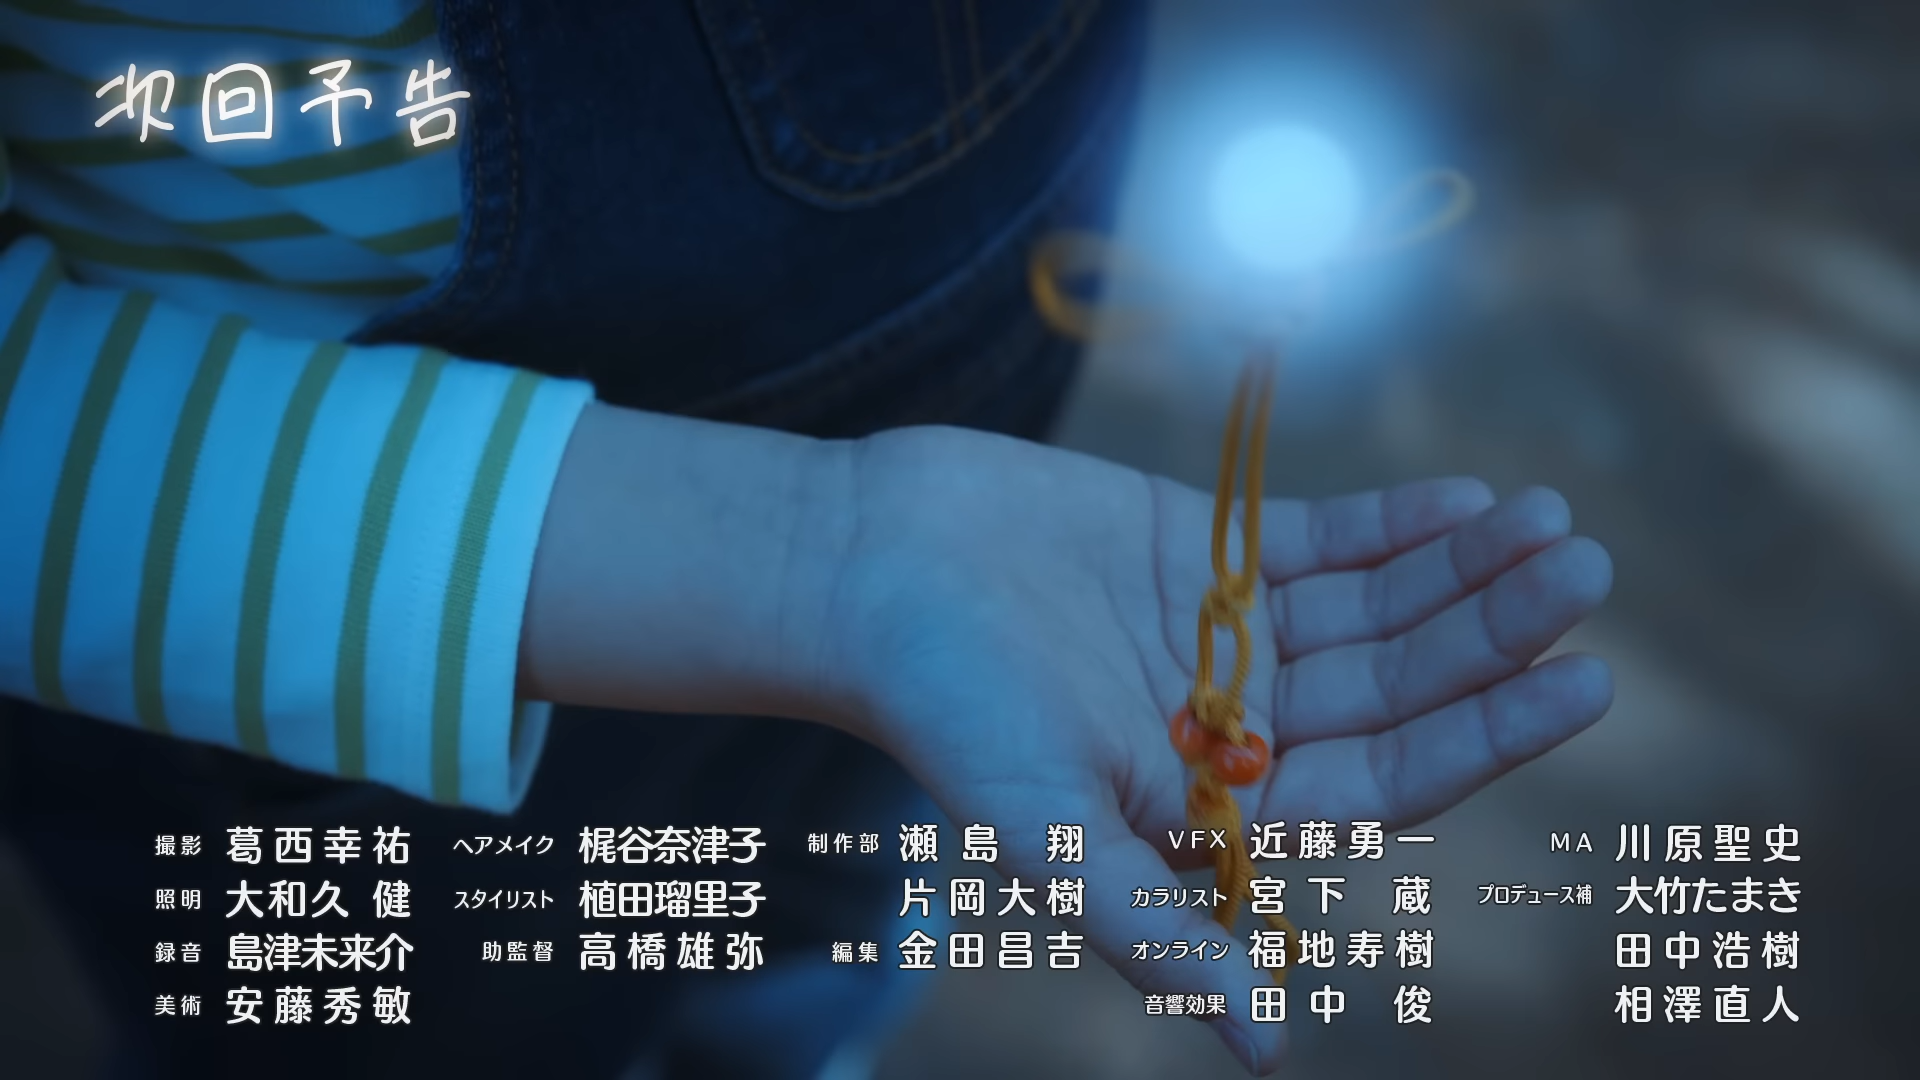 次回予告
撮影 葛西幸祐
照明 大和久 健
録音 島津未来介
美術 安藤秀敏
ヘアメイク 梶谷奈津子
スタイリスト 植田瑠里子
助監督 高橋雄弥
制作部 瀬島 翔
片岡大樹
編集 金田昌吉
VFX 近藤勇一
カラリスト 宮下 蔵
オンライン 福地寿樹
音響効果 田中 俊
MA 川原聖史
プロデュース補 大竹たまき
田中浩樹
相澤直人